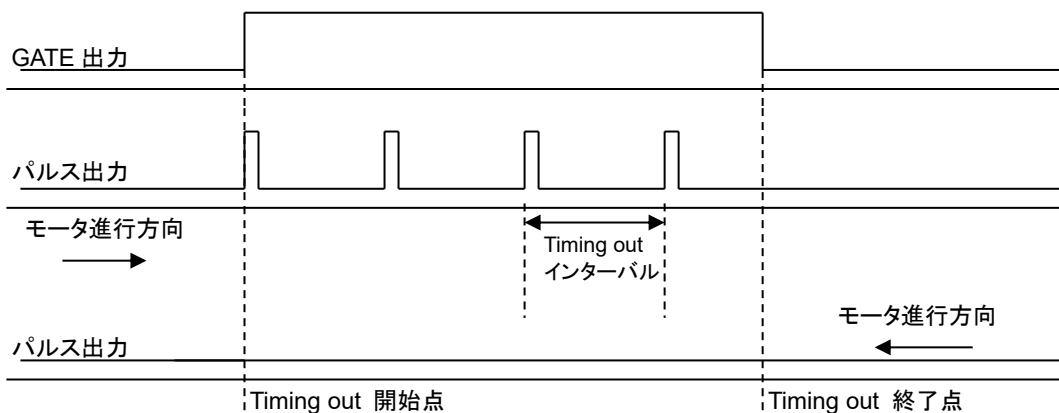 GATE 出力
パルス出力
モータ進行方向
Timing out
インターバル
モータ進行方向
パルス出力
Timing out 開始点
Timing out 終了点